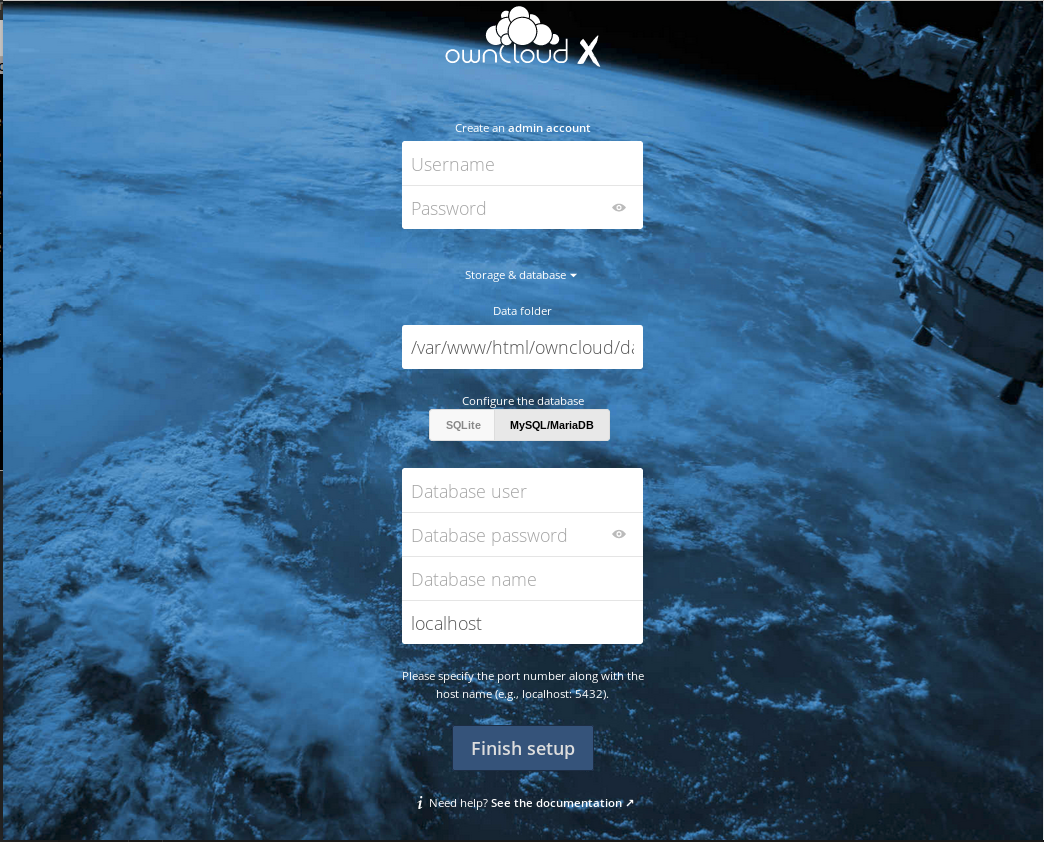 ownCloud X
Create an admin account
Username
Password
Storage & database
Data folder
/var/www/html/owncloud/da
Configure the database
SQLite MySQL/MariaDB
Database user
Database password
Database name
localhost
Please specify the port number along with the
host name (e.g., localhost: 5432).
Finish setup
i Need help? See the documentation ↗